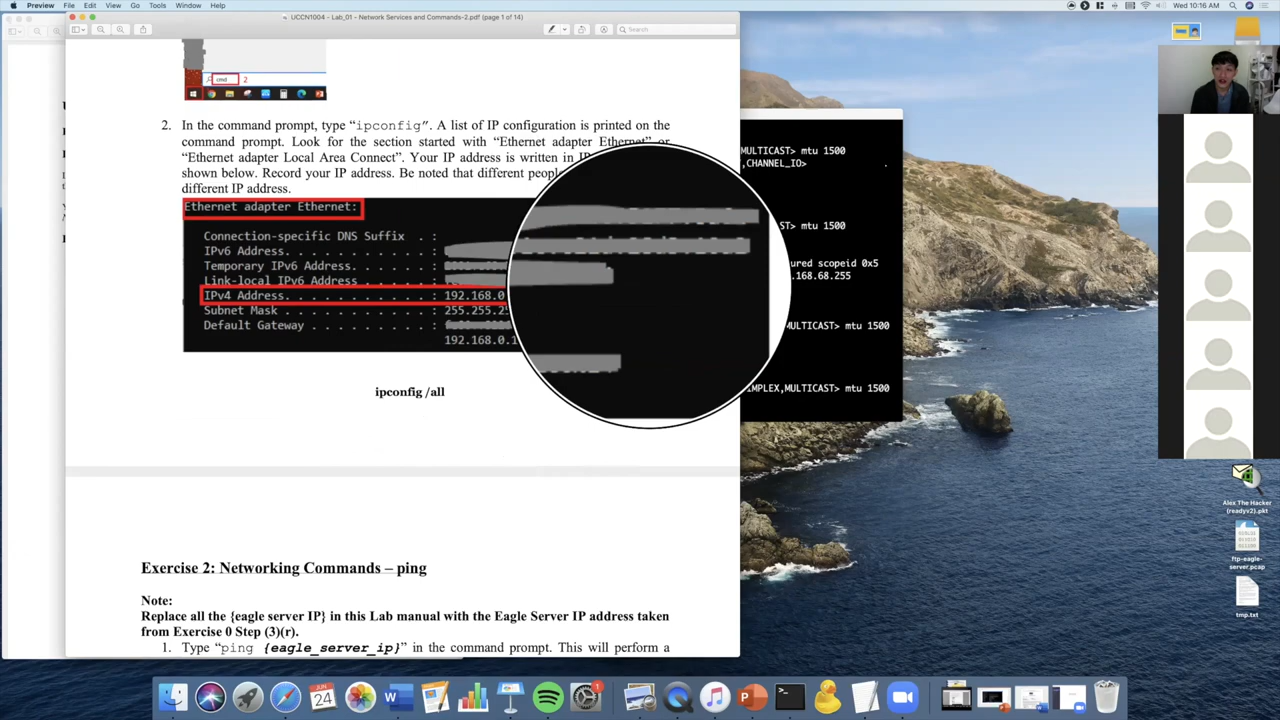 Preview File Edit View Go Tools Window Help
Wed 10:16 AM
UCCN1004 - Lab_01 - Network Services and Commands-2.pdf (page 1 of 14)
Search
cmd 2
2. In the command prompt, type “ipconfig”. A list of IP configuration is printed on the
command prompt. Look for the section started with “Ethernet adapter Ethernet” or
“Ethernet adapter Local Area Connect”. Your IP address is written in IP
shown below. Record your IP address. Be noted that different peopl
different IP address.
Ethernet adapter Ethernet:
Connection-specific DNS Suffix . :
IPv6 Address. . . . . . . . . . . :
Temporary IPv6 Address. . . . . . :
Link-local IPv6 Address
IPv4 Address. . . . . . . . . . . : 192.168.0
Subnet Mask . . . . . . . . . . . : 255.255.25
Default Gateway . . . . . . . . . :
192.168.0.1
ipconfig /all
Exercise 2: Networking Commands – ping
Note:
Replace all the {eagle server IP} in this Lab manual with the Eagle Server IP address taken
from Exercise 0 Step (3)(r).
1. Type “ping {eagle_server_ip}” in the command prompt. This will perform a
MULTICAST> mtu 1500
,CHANNEL_IO>
ULTICAST> mtu 1500
ured scopeid 0x5
.168.68.255
MULTICAST> mtu 1500
IMPLEX,MULTICAST> mtu 1500
Alex The Hacker
(readyv2).pkt
ftp-eagle-
server.pcap
tmp.txt
JUN
24
1